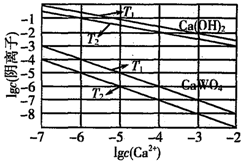 lgc(阴离子)
-1
-2
-3
-4
-5
-6
-7
-8
T₁
T₂
Ca(OH)₂
T₁
T₂
CaWO₄
-7 -6 -5 -4 -3 -2
lgc(Ca²⁺)